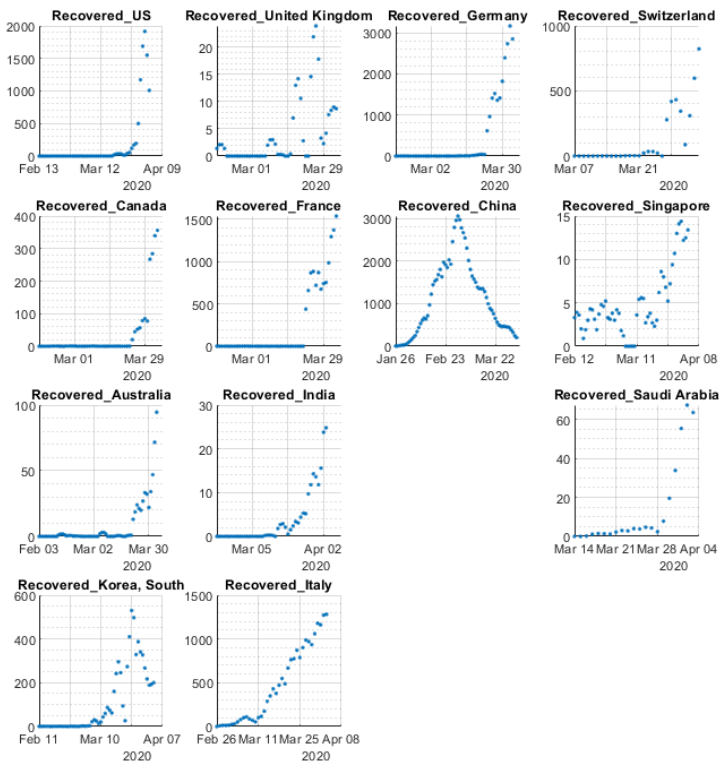 Recovered_US
2000
1500
1000
500
0
Feb 13 Mar 12 Apr 09
2020
Recovered_United Kingdom
20
10
0
Mar 01 Mar 29
2020
Recovered_Germany
3000
2000
1000
0
Mar 02 Mar 30
2020
Recovered_Switzerland
1000
500
0
Mar 07 Mar 21
2020
Recovered_Canada
400
300
200
100
0
Mar 01 Mar 29
2020
Recovered_France
1500
1000
500
0
Mar 01 Mar 29
2020
Recovered_China
3000
2000
1000
0
Jan 26 Feb 23 Mar 22
2020
Recovered_Singapore
15
10
5
0
Feb 12 Mar 11 Apr 08
2020
Recovered_Australia
100
50
0
Feb 03 Mar 02 Mar 30
2020
Recovered_India
30
20
10
0
Mar 05 Apr 02
2020
Recovered_Saudi Arabia
60
40
20
0
Mar 14 Mar 21 Mar 28 Apr 04
2020
Recovered_Korea, South
600
400
200
0
Feb 11 Mar 10 Apr 07
2020
Recovered_Italy
1500
1000
500
0
Feb 26 Mar 11 Mar 25 Apr 08
2020